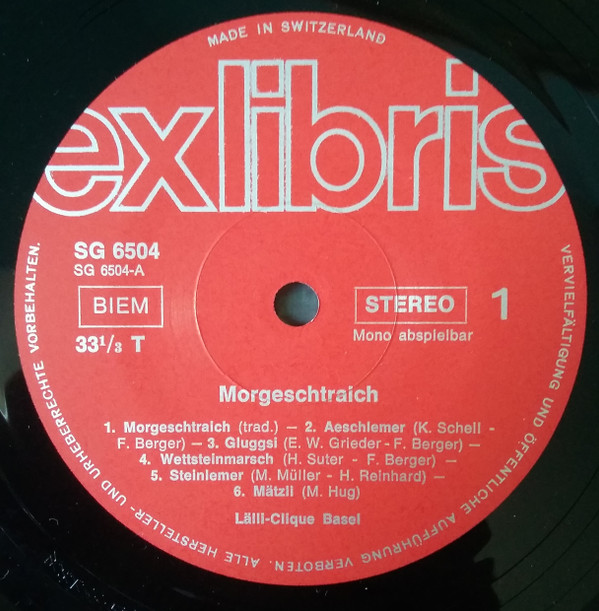 MADE IN SWITZERLAND
exlibris
SG 6504
SG 6504-A
BIEM
33¹/₃ T
STEREO 1
Mono abspielbar
Morgeschtraich
1. Morgeschtraich (trad.) – 2. Aeschlemer (K. Schell -
F. Berger) – 3. Gluggsi (E. W. Grieder - F. Berger) –
4. Wettsteinmarsch (H. Suter - F. Berger) –
5. Steinlemer (M. Müller - H. Reinhard) –
6. Mätzli (M. Hug)
Lälli-Clique Basel
ALLE HERSTELLER- UND URHEBERRECHTE VORBEHALTEN.
VERVIELFÄLTIGUNG UND ÖFFENTLICHE AUFFÜHRUNG VERBOTEN.